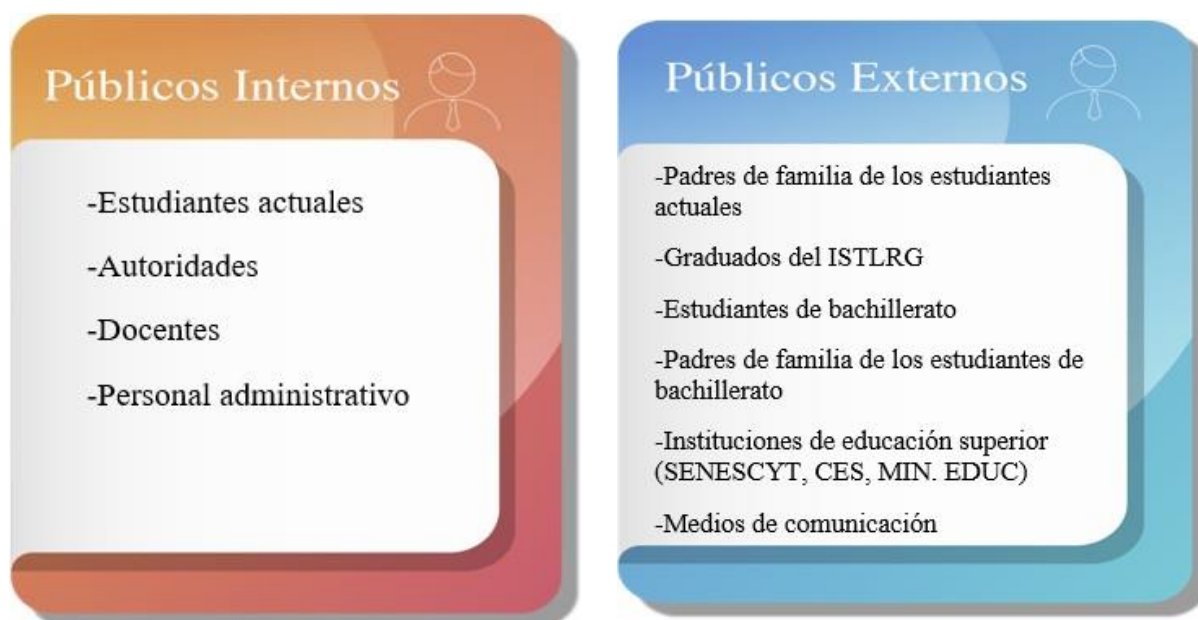 Públicos Internos
-Estudiantes actuales
-Autoridades
-Docentes
-Personal administrativo
Públicos Externos
-Padres de familia de los estudiantes
actuales
-Graduados del ISTLRG
-Estudiantes de bachillerato
-Padres de familia de los estudiantes de
bachillerato
-Instituciones de educación superior
(SENESCYT, CES, MIN. EDUC)
-Medios de comunicación